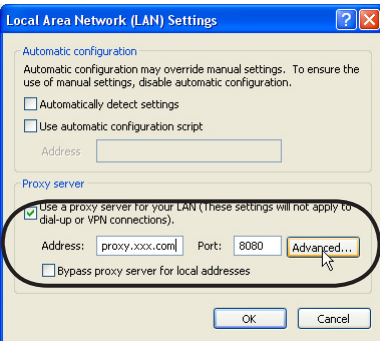 Local Area Network (LAN) Settings
Automatic configuration
Automatic configuration may override manual settings. To ensure the
use of manual settings, disable automatic configuration.
Automatically detect settings
Use automatic configuration script
Address
Proxy server
Use a proxy server for your LAN (These settings will not apply to
dial-up or VPN connections).
Address: proxy.xxx.com Port: 8080 Advanced...
Bypass proxy server for local addresses
OK Cancel